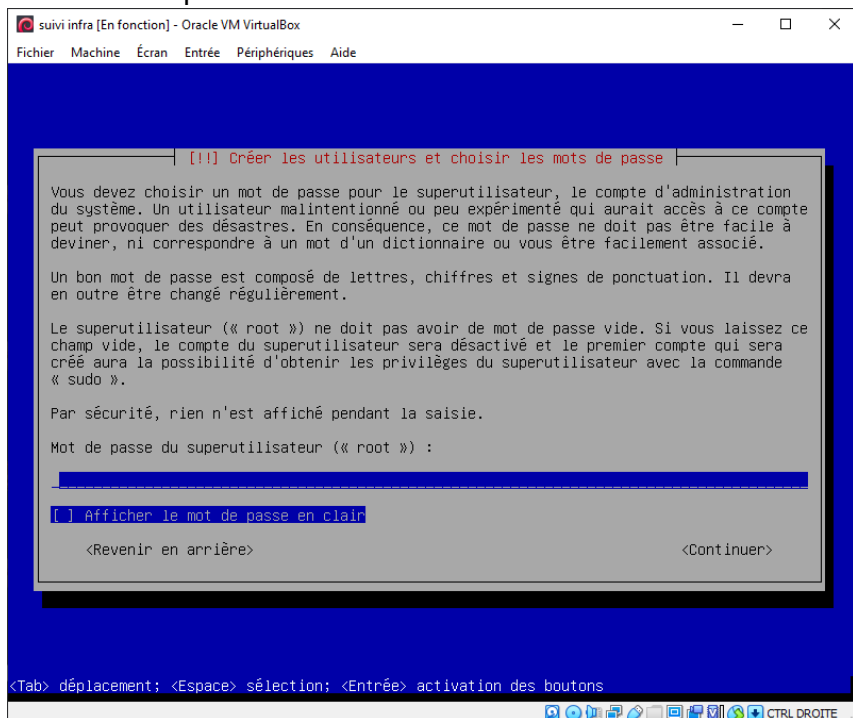 suivi infra [En fonction] - Oracle VM VirtualBox
Fichier Machine Écran Entrée Périphériques Aide
[!!] Créer les utilisateurs et choisir les mots de passe
Vous devez choisir un mot de passe pour le superutilisateur, le compte d'administration
du système. Un utilisateur malintentionné ou peu expérimenté qui aurait accès à ce compte
peut provoquer des désastres. En conséquence, ce mot de passe ne doit pas être facile à
deviner, ni correspondre à un mot d'un dictionnaire ou vous être facilement associé.
Un bon mot de passe est composé de lettres, chiffres et signes de ponctuation. Il devra
en outre être changé régulièrement.
Le superutilisateur (« root ») ne doit pas avoir de mot de passe vide. Si vous laissez ce
champ vide, le compte du superutilisateur sera désactivé et le premier compte qui sera
créé aura la possibilité d'obtenir les privilèges du superutilisateur avec la commande
« sudo ».
Par sécurité, rien n'est affiché pendant la saisie.
Mot de passe du superutilisateur (« root ») :
[ ] Afficher le mot de passe en clair
<Revenir en arrière> <Continuer>
<Tab> déplacement; <Espace> sélection; <Entrée> activation des boutons
CTRL DROITE